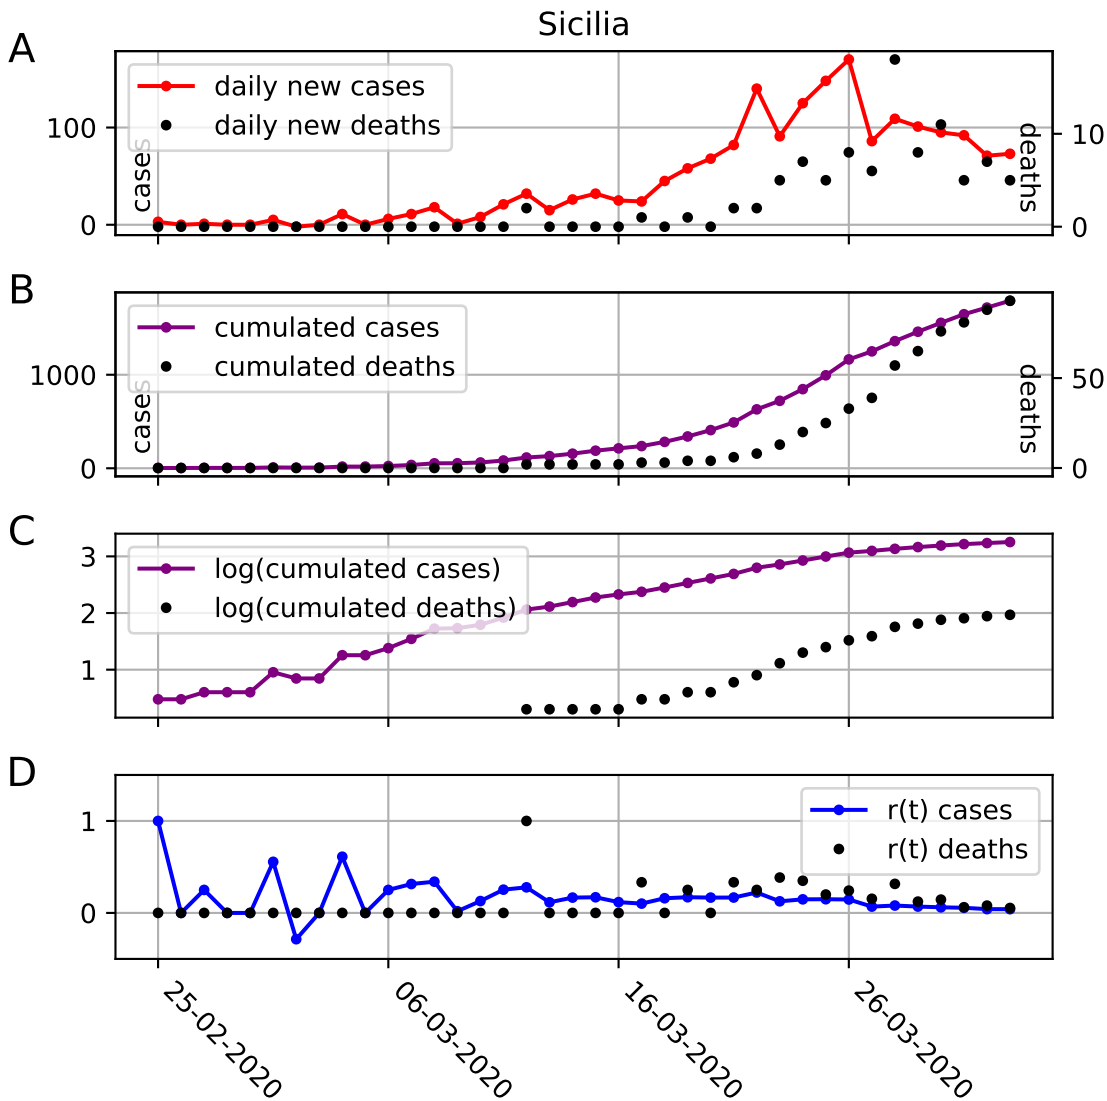 Sicilia
A
daily new cases
daily new deaths
100
0
cases
deaths
10
0
B
cumulated cases
cumulated deaths
1000
0
cases
deaths
50
0
C
log(cumulated cases)
log(cumulated deaths)
3
2
1
D
r(t) cases
r(t) deaths
1
0
25-02-2020
06-03-2020
16-03-2020
26-03-2020